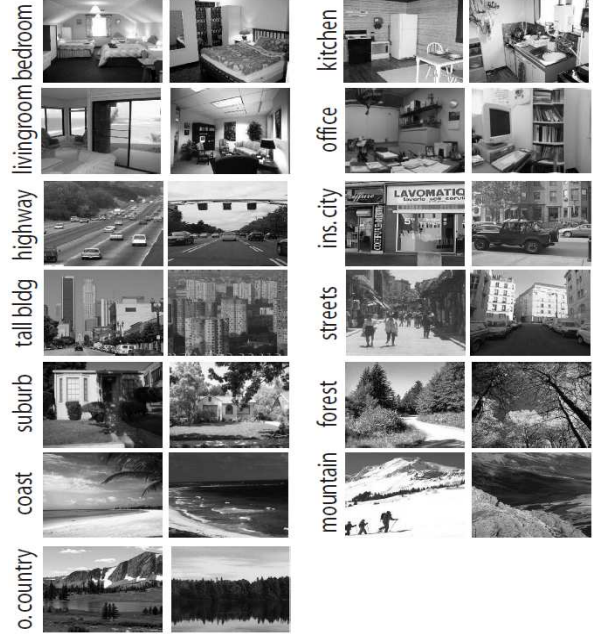 bedroom
kitchen
livingroom
office
highway
ins.city
LAVOMATIC
tall bldg
streets
suburb
forest
coast
mountain
o. country